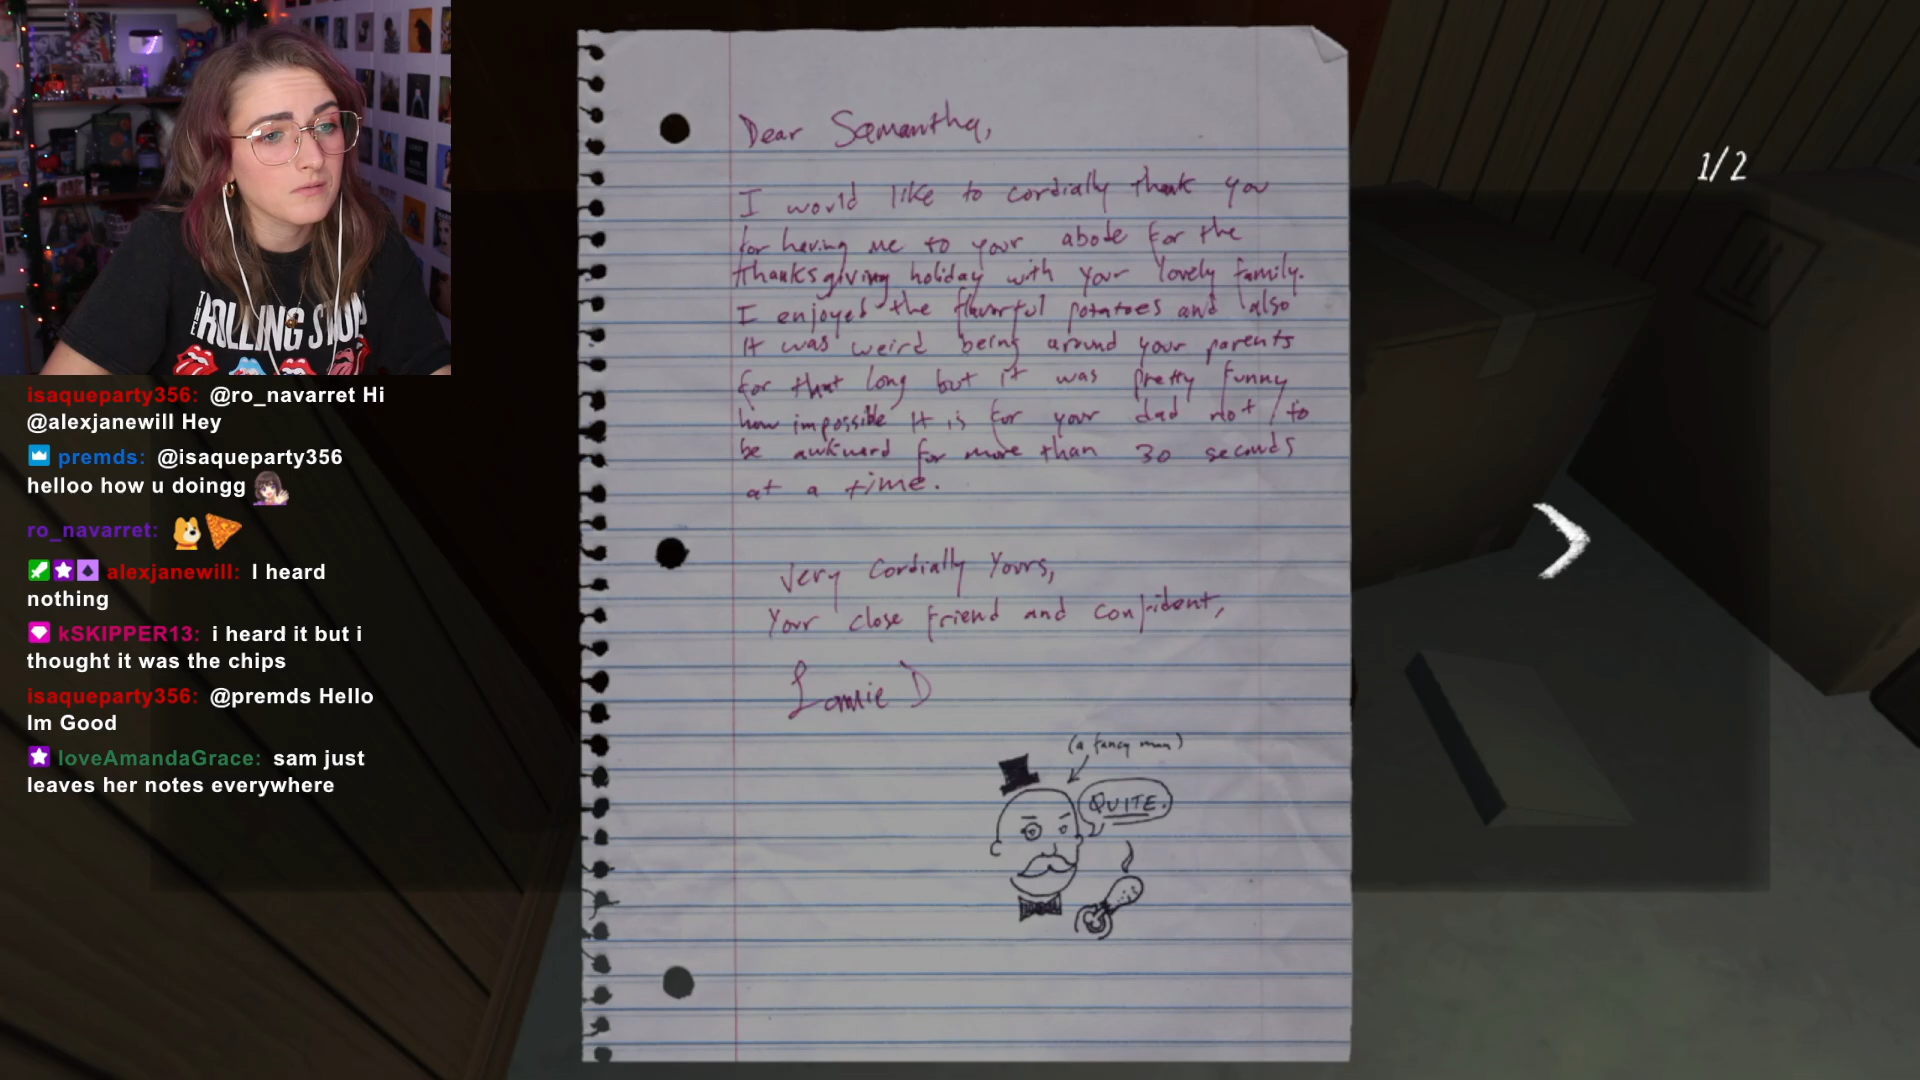 THE
ROLLING STONES
isaqueparty356: @ro_navarret Hi
@alexjanewill Hey
premds: @isaqueparty356
helloo how u doingg
ro_navarret:
alexjanewill: I heard
nothing
kSKIPPER13: i heard it but i
thought it was the chips
isaqueparty356: @premds Hello
Im Good
loveAmandaGrace: sam just
leaves her notes everywhere
Dear Samantha,
I would like to cordially thank you
for having me to your abode for the
thanksgiving holiday with your lovely family.
I enjoyed the flavorful potatoes and also
It was weird being around your parents
for that long but it was pretty funny
how impossible It is for your dad not to
be awkward for more than 30 seconds
at a time.
Very Cordially Yours,
Your close friend and confident,
Lonnie D
(a fancy man)
QUITE.
1/2